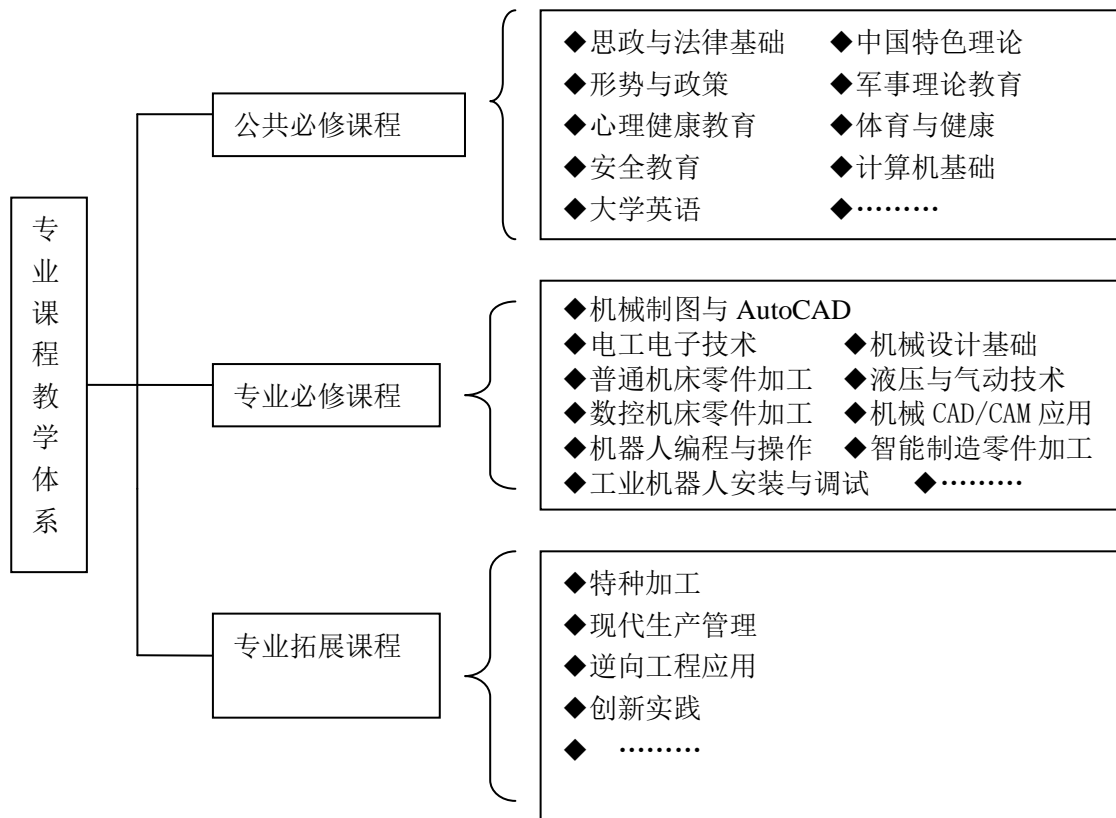 专业课程教学体系
公共必修课程
◆思政与法律基础 ◆中国特色理论
◆形势与政策 ◆军事理论教育
◆心理健康教育 ◆体育与健康
◆安全教育 ◆计算机基础
◆大学英语 ◆………
专业必修课程
◆机械制图与 AutoCAD
◆电工电子技术 ◆机械设计基础
◆普通机床零件加工 ◆液压与气动技术
◆数控机床零件加工 ◆机械 CAD/CAM 应用
◆机器人编程与操作 ◆智能制造零件加工
◆工业机器人安装与调试 ◆………
专业拓展课程
◆特种加工
◆现代生产管理
◆逆向工程应用
◆创新实践
◆ ………